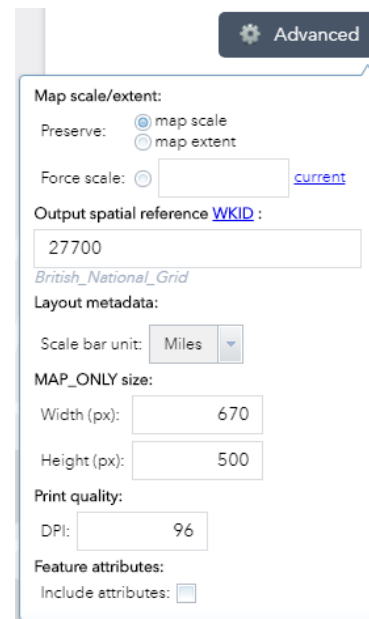 Advanced
Map scale/extent:
Preserve: map scale
map extent
Force scale: current
Output spatial reference WKID :
27700
British_National_Grid
Layout metadata:
Scale bar unit: Miles
MAP_ONLY size:
Width (px): 670
Height (px): 500
Print quality:
DPI: 96
Feature attributes:
Include attributes: